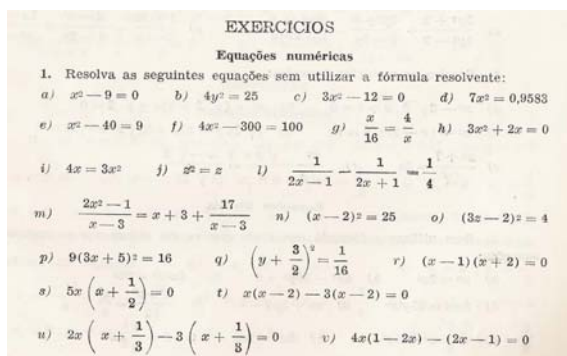 EXERCÍCIOS
Equações numéricas
1. Resolva as seguintes equações sem utilizar a fórmula resolvente:
a) x² — 9 = 0 b) 4y² = 25 c) 3x² — 12 = 0 d) 7x² = 0,9583
e) x² — 40 = 9 f) 4x² — 300 = 100 g) x/16 = 4/x h) 3x² + 2x = 0
i) 4x = 3x² j) z² = z l) 1/(2x — 1) — 1/(2x + 1) = 1/4
m) (2x² — 1)/(x — 3) = x + 3 + 17/(x — 3) n) (x — 2)² = 25 o) (3z — 2)² = 4
p) 9(3x + 5)² = 16 q) (y + 3/2)² = 1/16 r) (x — 1)(x + 2) = 0
s) 5x (x + 1/2) = 0 t) x(x — 2) — 3(x — 2) = 0
u) 2x (x + 1/3) — 3 (x + 1/3) = 0 v) 4x(1 — 2x) — (2x — 1) = 0